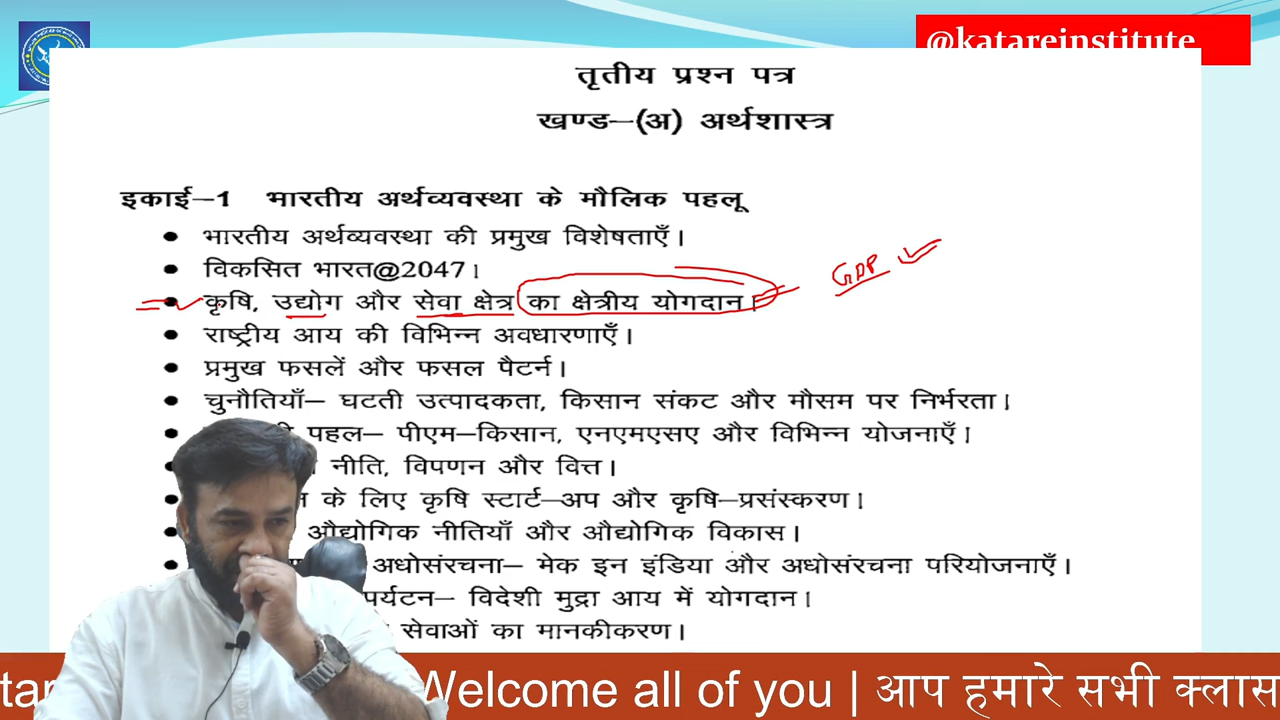 @katareinstitute
तृतीय प्रश्न पत्र
खण्ड–(अ) अर्थशास्त्र
इकाई–1 भारतीय अर्थव्यवस्था के मौलिक पहलू
• भारतीय अर्थव्यवस्था की प्रमुख विशेषताएँ।
• विकसित भारत@2047।
• कृषि, उद्योग और सेवा क्षेत्र का क्षेत्रीय योगदान। GDP
• राष्ट्रीय आय की विभिन्न अवधारणाएँ।
• प्रमुख फसलें और फसल पैटर्न।
• चुनौतियाँ– घटती उत्पादकता, किसान संकट और मौसम पर निर्भरता।
पहल– पीएम–किसान, एनएमएसए और विभिन्न योजनाएँ।
नीति, विपणन और वित्त।
के लिए कृषि स्टार्ट–अप और कृषि–प्रसंस्करण।
औद्योगिक नीतियाँ और औद्योगिक विकास।
अधोसंरचना– मेक इन इंडिया और अधोसंरचना परियोजनाएँ।
पर्यटन– विदेशी मुद्रा आय में योगदान।
सेवाओं का मानकीकरण।
Welcome all of you | आप हमारे सभी क्लास